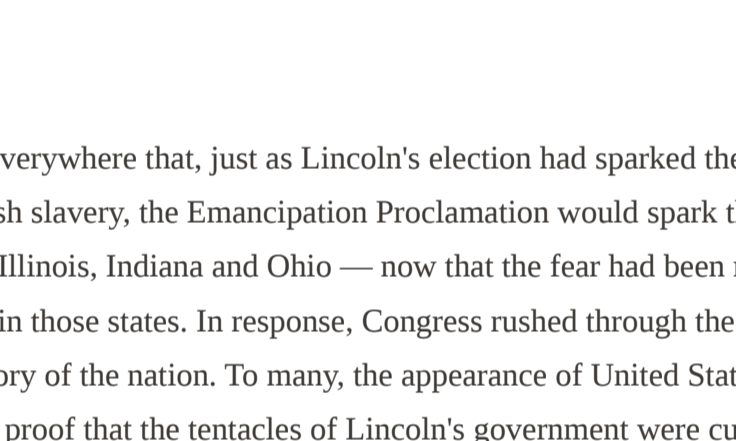 verywhere that, just as Lincoln's election had sparked the
sh slavery, the Emancipation Proclamation would spark
Illinois, Indiana and Ohio — now that the fear had been
in those states. In response, Congress rushed through the
ory of the nation. To many, the appearance of United Stat
proof that the tentacles of Lincoln's government were cu